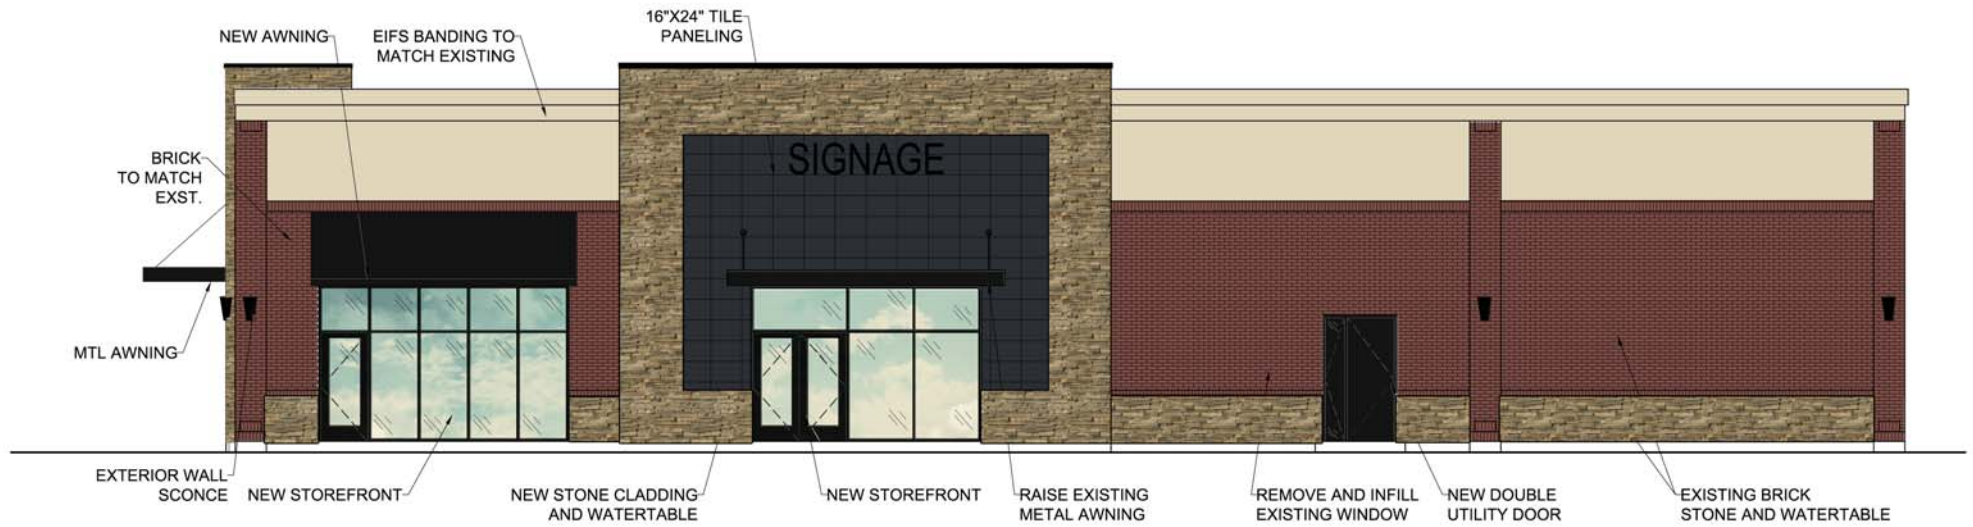 16"X24" TILE
PANELING
NEW AWNING
EIFS BANDING TO
MATCH EXISTING
SIGNAGE
BRICK
TO MATCH
EXST.
MTL AWNING
EXTERIOR WALL
SCONCE
NEW STOREFRONT
NEW STONE CLADDING
AND WATERTABLE
NEW STOREFRONT
RAISE EXISTING
METAL AWNING
REMOVE AND INFILL
EXISTING WINDOW
NEW DOUBLE
UTILITY DOOR
EXISTING BRICK
STONE AND WATERTABLE